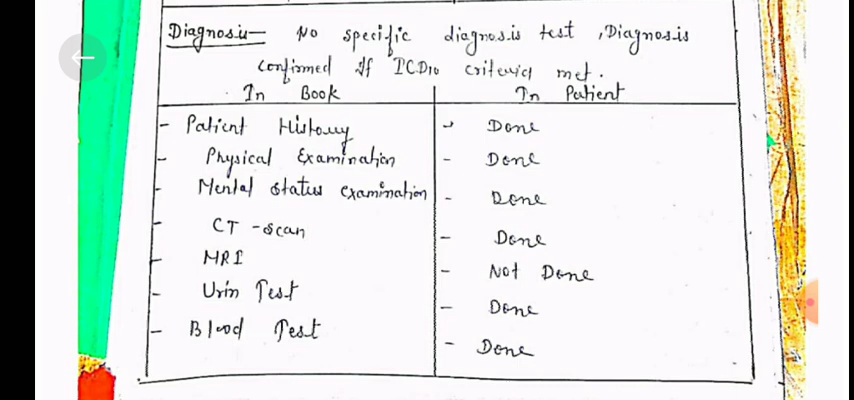 Diagnosis— No specific diagnosis test, Diagnosis
confirmed If ICD10 criteria met.
In Book In Patient
- Patient History - Done
- Physical Examination - Done
- Mental status examination - Done
- CT-scan - Done
- MRI - Not Done
- Urin Test - Done
- Blood Test - Done